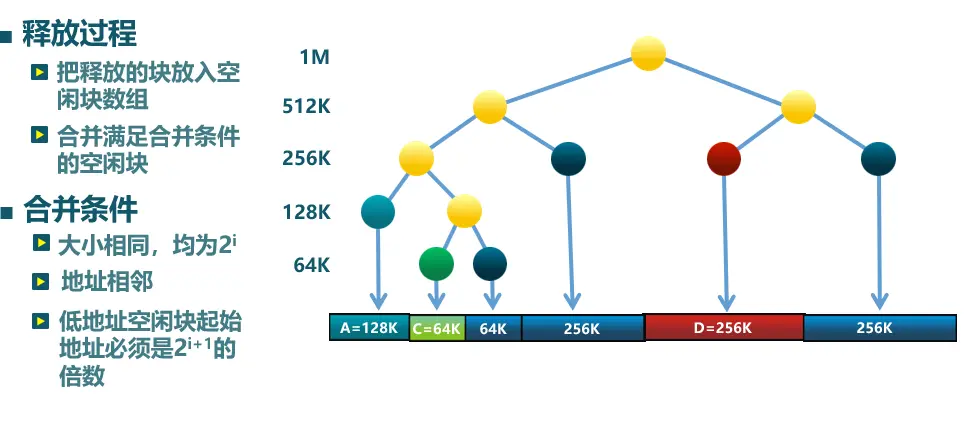 释放过程
把释放的块放入空
闲块数组
合并满足合并条件
的空闲块
合并条件
大小相同，均为2ⁱ
地址相邻
低地址空闲块起始
地址必须是2ⁱ⁺¹的
倍数
1M
512K
256K
128K
64K
A=128K C=64K 64K 256K D=256K 256K